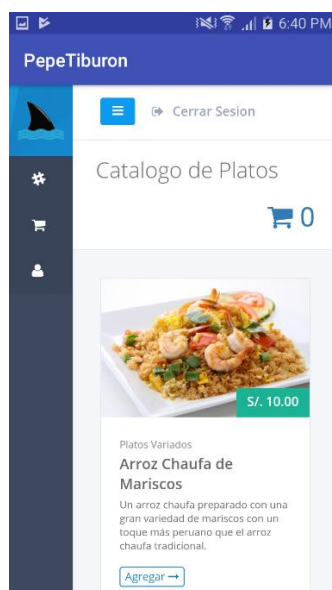 6:40 PM
PepeTiburon
Cerrar Sesion
Catalogo de Platos
0
S/. 10.00
Platos Variados
Arroz Chaufa de
Mariscos
Un arroz chaufa preparado con una
gran variedad de mariscos con un
toque más peruano que el arroz
chaufa tradicional.
Agregar →